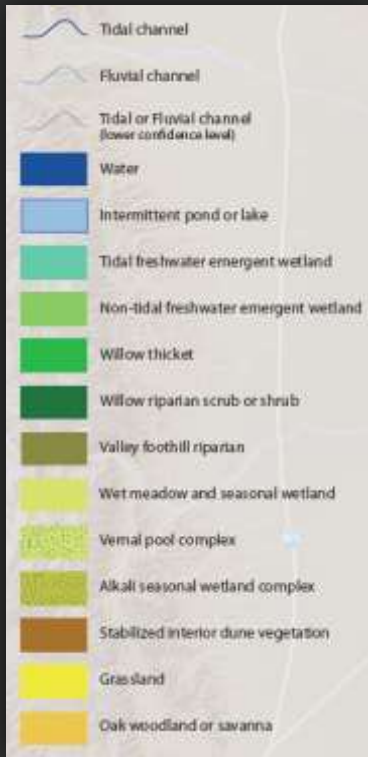 Tidal channel
Fluvial channel
Tidal or Fluvial channel
(lower confidence level)
Water
Intermittent pond or lake
Tidal freshwater emergent wetland
Non-tidal freshwater emergent wetland
Willow thicket
Willow riparian scrub or shrub
Valley foothill riparian
Wet meadow and seasonal wetland
Vernal pool complex
Alkali seasonal wetland complex
Stabilized interior dune vegetation
Grassland
Oak woodland or savanna